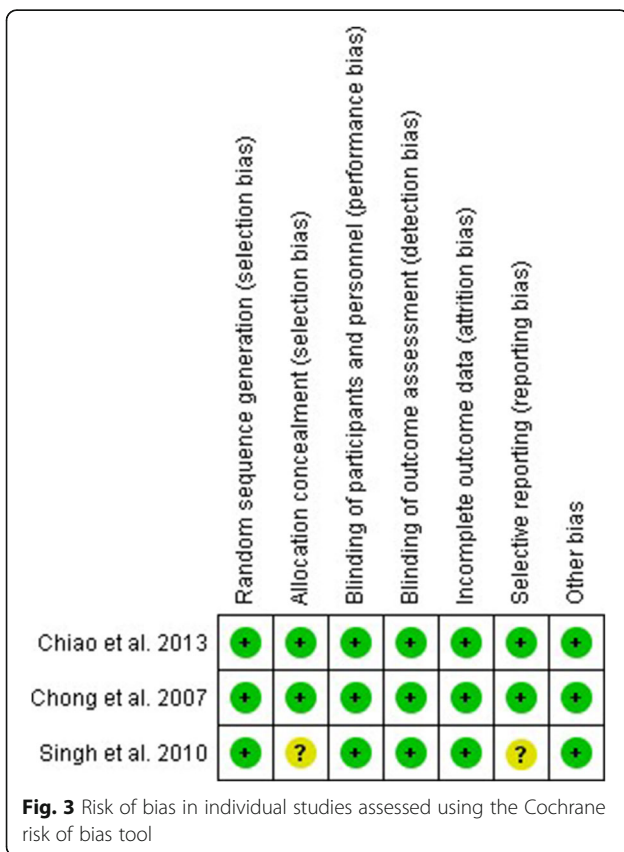 Random sequence generation (selection bias)
Allocation concealment (selection bias)
Blinding of participants and personnel (performance bias)
Blinding of outcome assessment (detection bias)
Incomplete outcome data (attrition bias)
Selective reporting (reporting bias)
Other bias
Chiao et al. 2013 + + + + + + +
Chong et al. 2007 + + + + + + +
Singh et al. 2010 + ? + + + ? +
Fig. 3 Risk of bias in individual studies assessed using the Cochrane
risk of bias tool